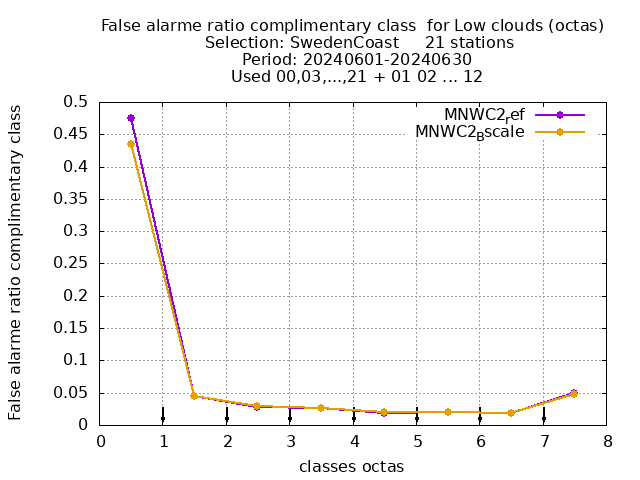 False alarme ratio complimentary class  for Low clouds (octas)
Selection: SwedenCoast     21 stations
Period: 20240601-20240630
Used 00,03,...,21 + 01 02 ... 12
MNWC2ref
MNWC2Bscale
False alarme ratio complimentary class
0.5
0.45
0.4
0.35
0.3
0.25
0.2
0.15
0.1
0.05
0
0 1 2 3 4 5 6 7 8
classes octas